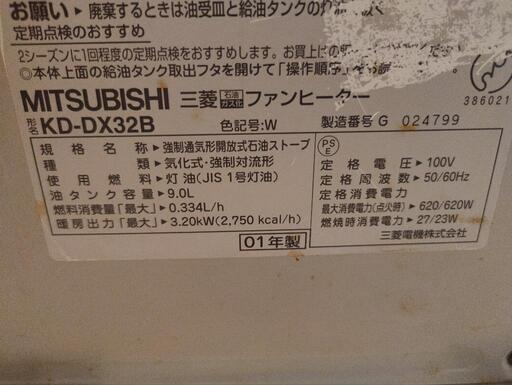 お願い ▶ 廃棄するときは油受皿と給油タンクの灯
定期点検のおすすめ
2シーズンに1回程度の定期点検をおすすめします。お買上に
◎本体上面の給油タンク取出フタを開けて「操作順序」
386021
MITSUBISHI 三菱 石油ガス化 ファンヒーター
形名 KD-DX32B 色記号:W 製造番号 G 024799
規格名称▶強制通気形開放式石油ストーブ
種類▶気化式・強制対流形
使用燃料▶灯油(JIS 1号灯油)
油タンク容量▶9.0L
燃料消費量「最大」▶0.334L/h
暖房出力「最大」▶3.20kW(2,750 kcal/h)
01年製
PSE
定格電圧▶100V
定格周波数▶50/60Hz
定格消費電力
最大消費電力(点火時)▶620/620W
燃焼時消費電力▶27/23W
三菱電機株式会社